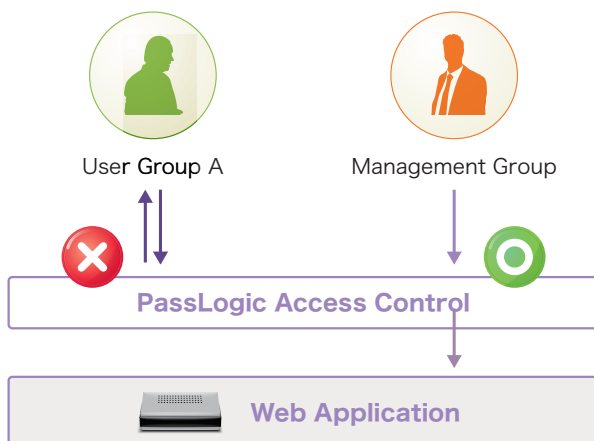 User Group A
Management Group
PassLogic Access Control
Web Application